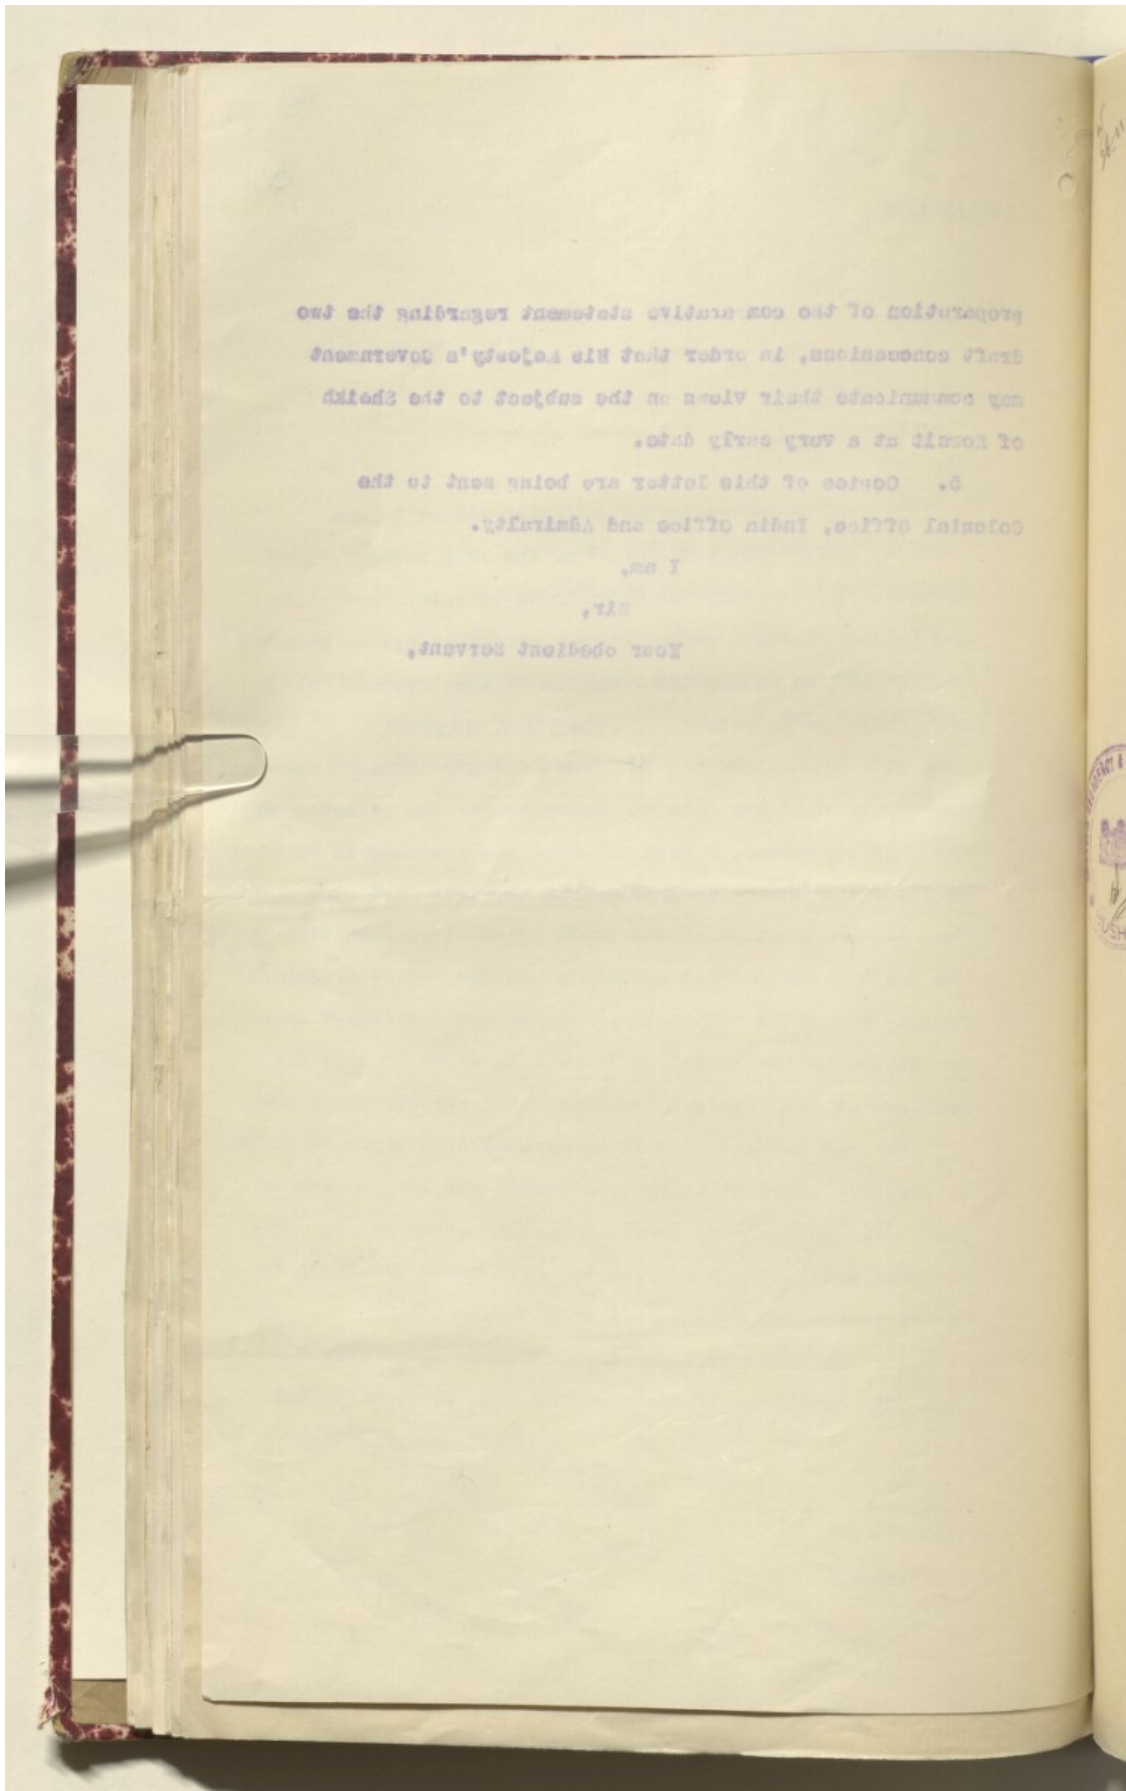 preparation of the comparative statement regarding the two
draft concessions, in order that His Majesty's Government
may communicate their views on the subject to the Sheikh
of Koweit at a very early date.
5. Copies of this letter are being sent to the
Colonial Office, India Office and Admiralty.
I am,
Sir,
Your obedient Servant,